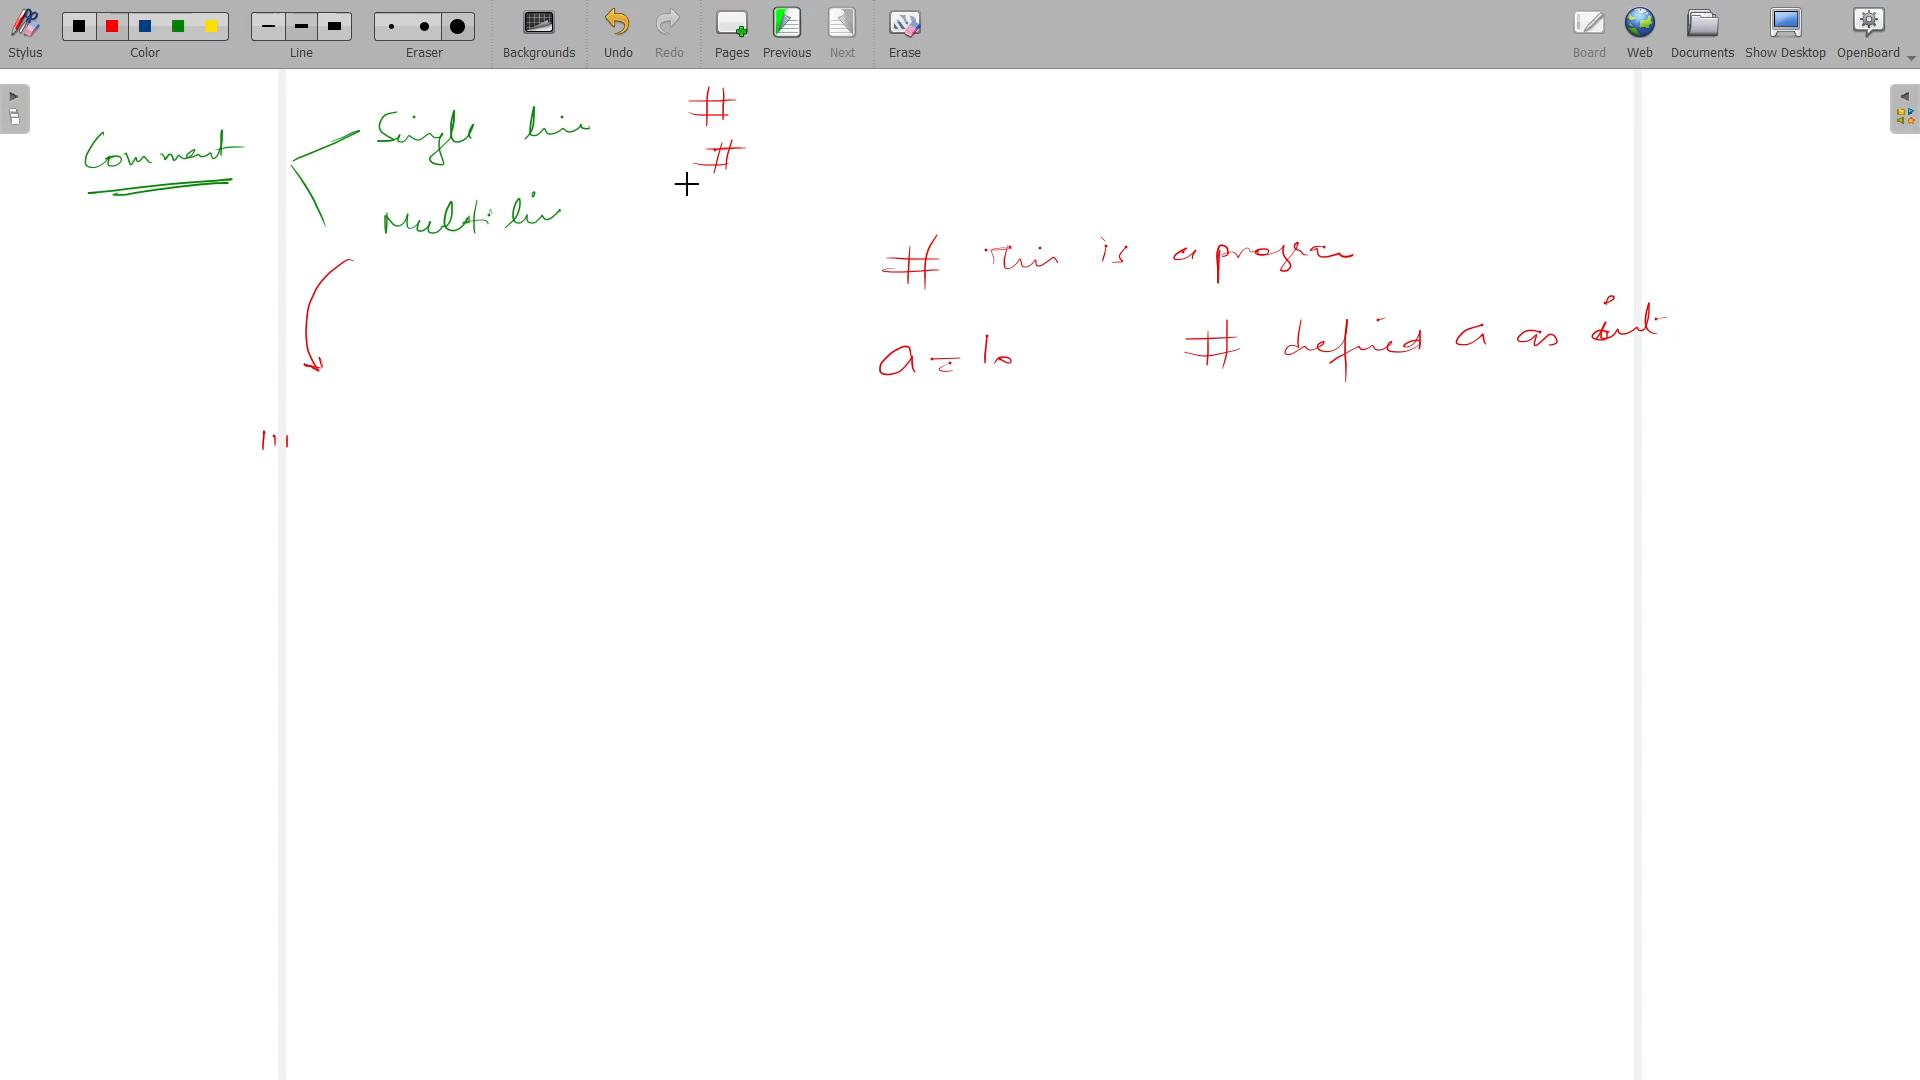 Stylus Color Line Eraser Backgrounds Undo Redo Pages Previous Next Erase Board Web Documents Show Desktop OpenBoard
Comment
Single line #
#
Multi line
# This is a program
a = 10 # defined a as int
'''